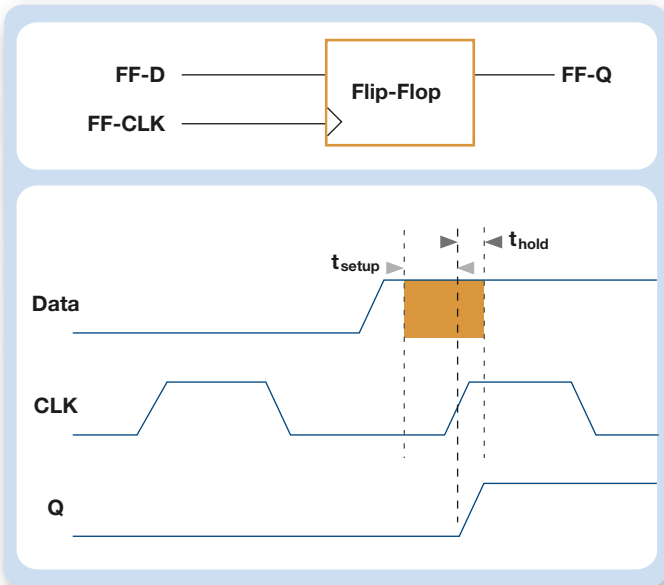 FF-D
Flip-Flop
FF-Q
FF-CLK
thold
tsetup
Data
CLK
Q